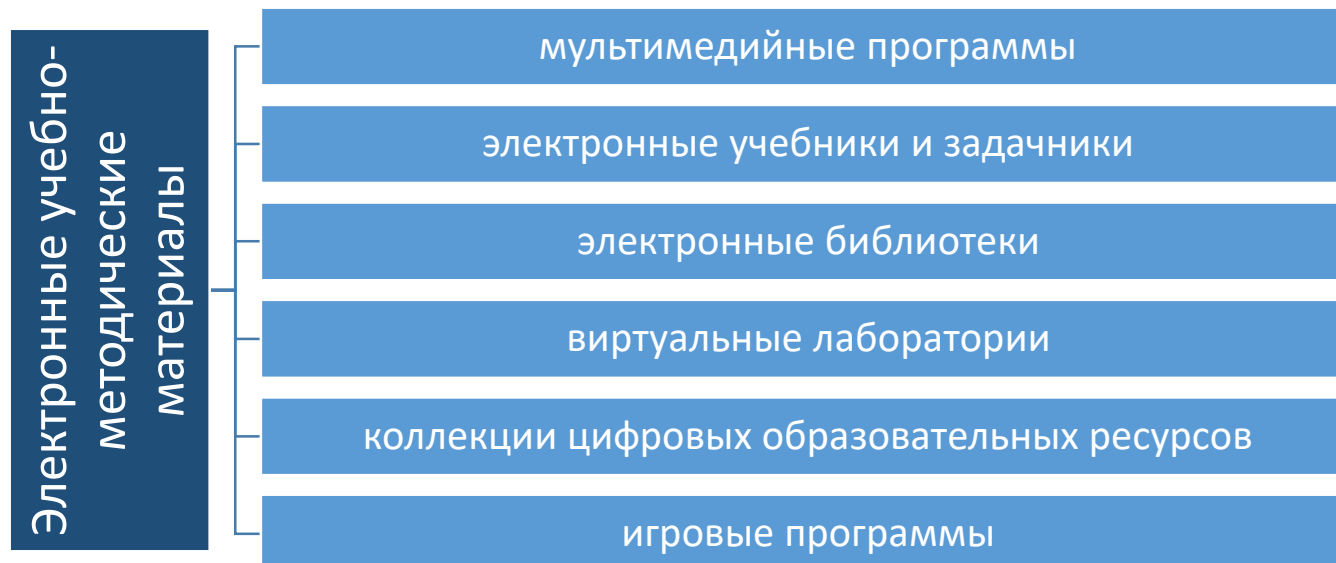 Электронные учебно-
методические
материалы
мультимедийные программы
электронные учебники и задачники
электронные библиотеки
виртуальные лаборатории
коллекции цифровых образовательных ресурсов
игровые программы